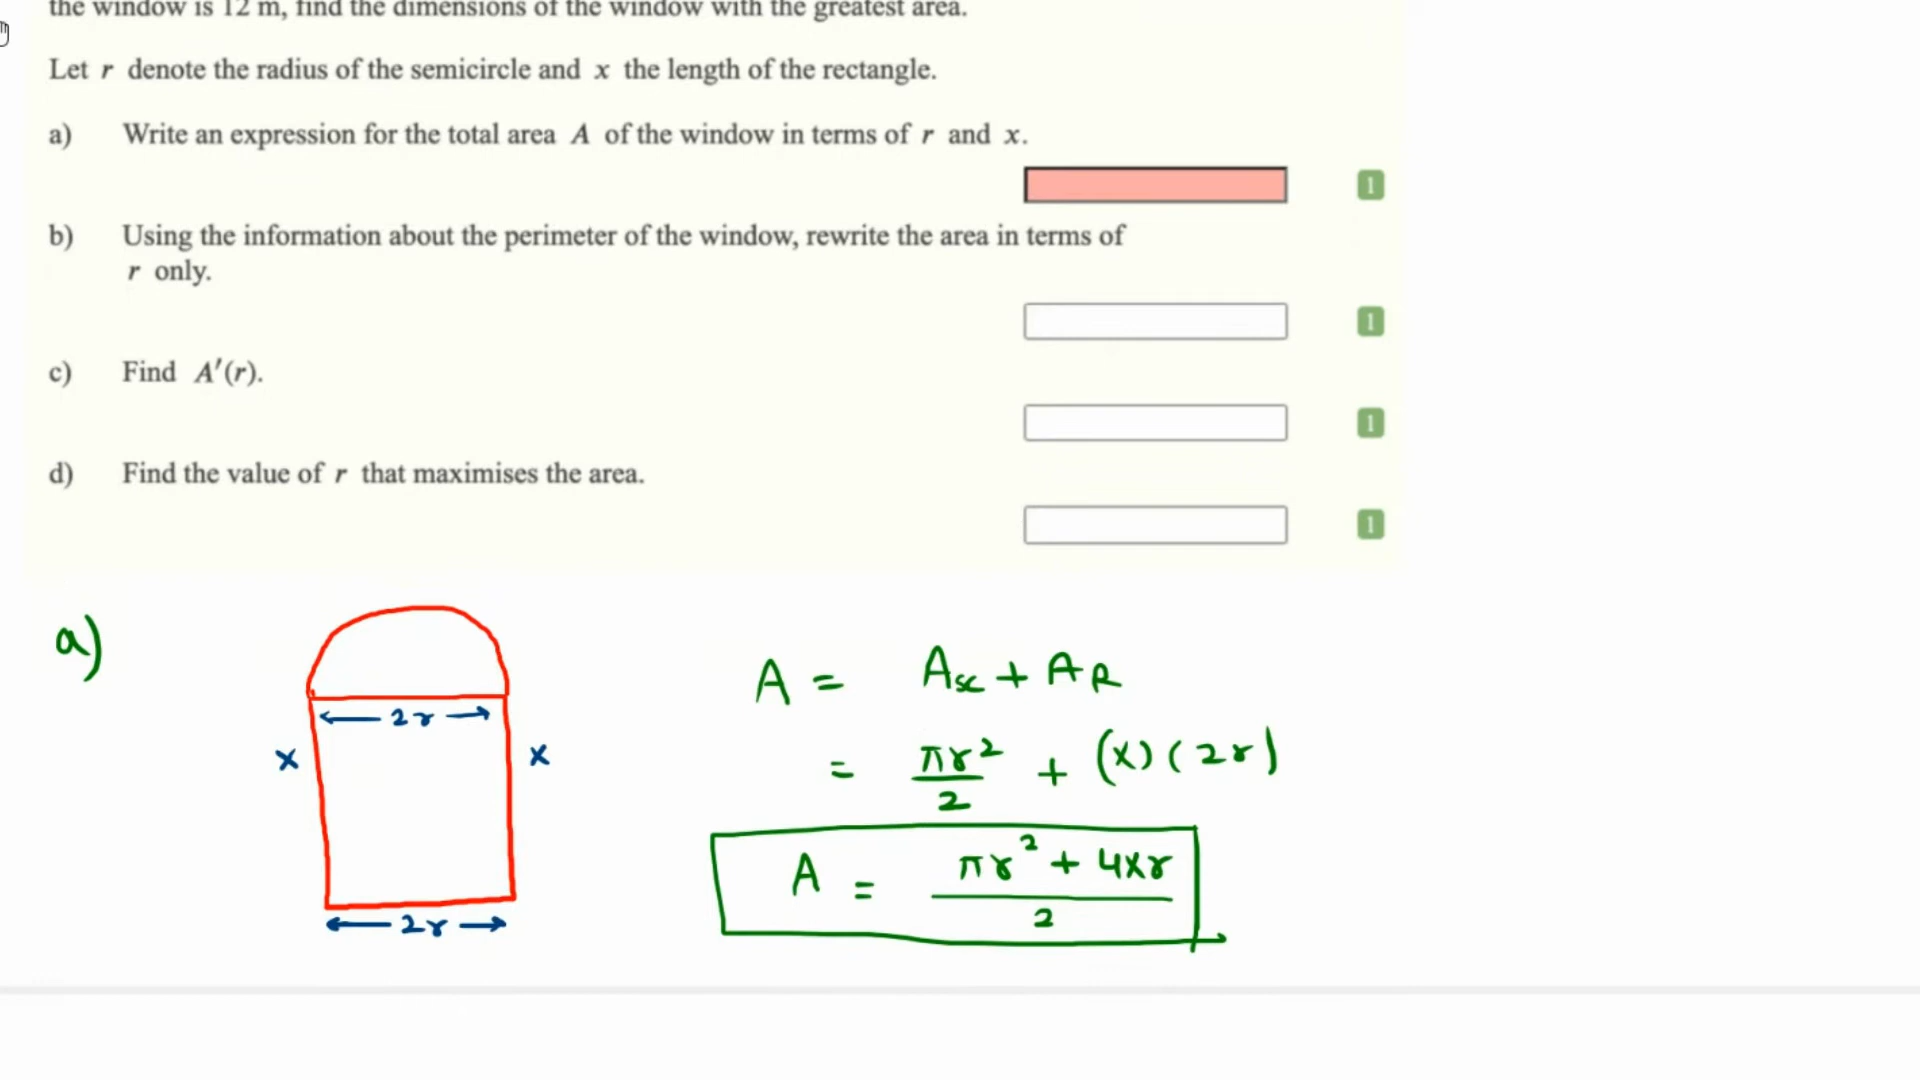 the window is 12 m, find the dimensions of the window with the greatest area.
Let r denote the radius of the semicircle and x the length of the rectangle.
a) Write an expression for the total area A of the window in terms of r and x.
1
b) Using the information about the perimeter of the window, rewrite the area in terms of
r only.
1
c) Find A′(r).
1
d) Find the value of r that maximises the area.
1
a)
2r
x x
2r
A = Asc + AR
= πr²/2 + (x)(2r)
A = (πr² + 4xr)/2